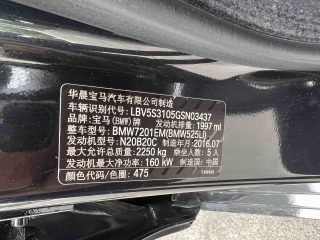 华晨宝马汽车有限公司制造
车辆识别代号: LBV5S3105GSN03437
宝马(BMW)牌 发动机排量: 1997 ml
整车型号: BMW7201EM(BMW525LI)
发动机型号: N20B20C 制造年月: 2016.07
最大允许总质量: 2250 kg 乘坐人数: 5人
发动机最大净功率: 160 kW 制造国: 中国
颜色代码/色圈: 475